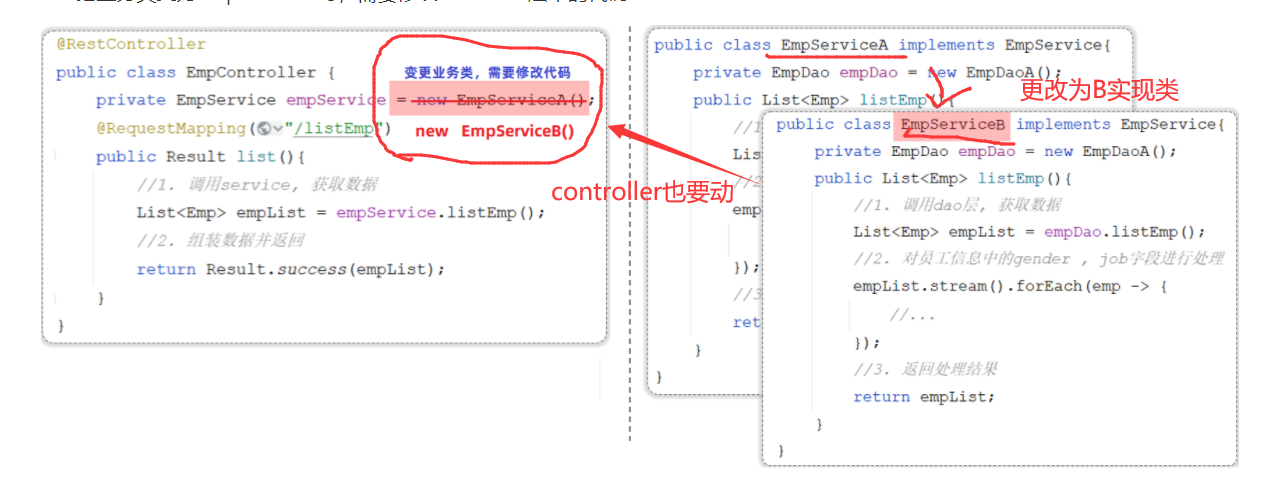 @RestController
public class EmpController {
变更业务类，需要修改代码
private EmpService empService = new EmpServiceA();
@RequestMapping("/listEmp")
new EmpServiceB()
public Result list(){
//1. 调用service, 获取数据
List<Emp> empList = empService.listEmp();
//2. 组装数据并返回
return Result.success(empList);
}
}
controller也要动
public class EmpServiceA implements EmpService{
private EmpDao empDao = new EmpDaoA();
public List<Emp> listEmp(){
//1
Lis
//2
emp
});
//3
ret
}
}
更改为B实现类
public class EmpServiceB implements EmpService{
private EmpDao empDao = new EmpDaoA();
public List<Emp> listEmp(){
//1. 调用dao层, 获取数据
List<Emp> empList = empDao.listEmp();
//2. 对员工信息中的gender , job字段进行处理
empList.stream().forEach(emp -> {
//...
});
//3. 返回处理结果
return empList;
}
}